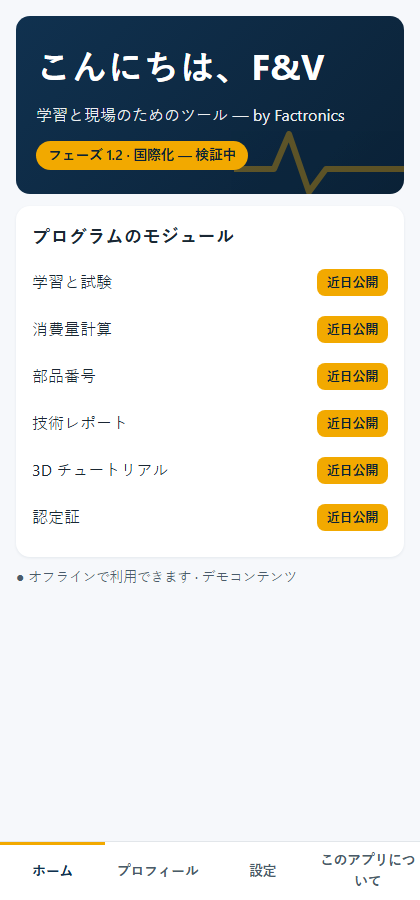 こんにちは、F&V
学習と現場のためのツール — by Factronics
フェーズ 1.2 · 国際化 — 検証中
プログラムのモジュール
学習と試験 近日公開
消費量計算 近日公開
部品番号 近日公開
技術レポート 近日公開
3D チュートリアル 近日公開
認定証 近日公開
● オフラインで利用できます · デモコンテンツ
ホーム プロフィール 設定 このアプリにつ
いて